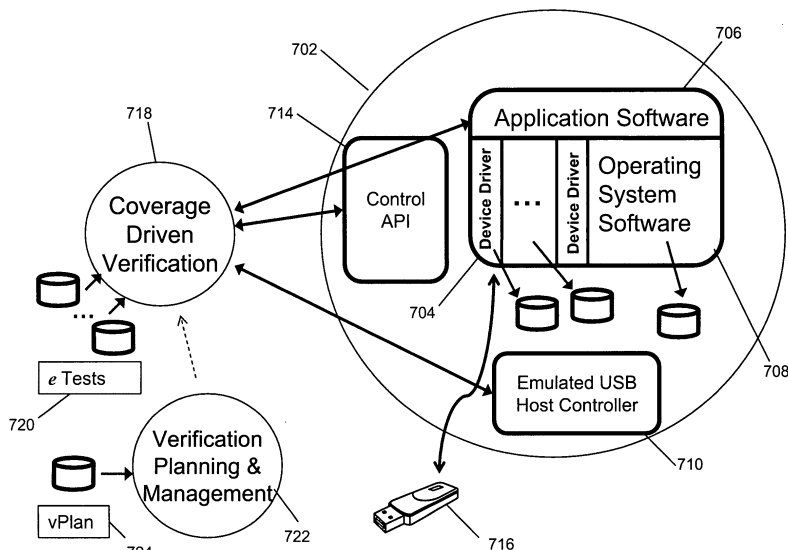 702
706
714
718
Application Software
Control
API
Device Driver
...
Device Driver
Operating
System
Software
Coverage
Driven
Verification
...
704
708
e Tests
720
Emulated USB
Host Controller
710
Verification
Planning &
Management
722
vPlan
716